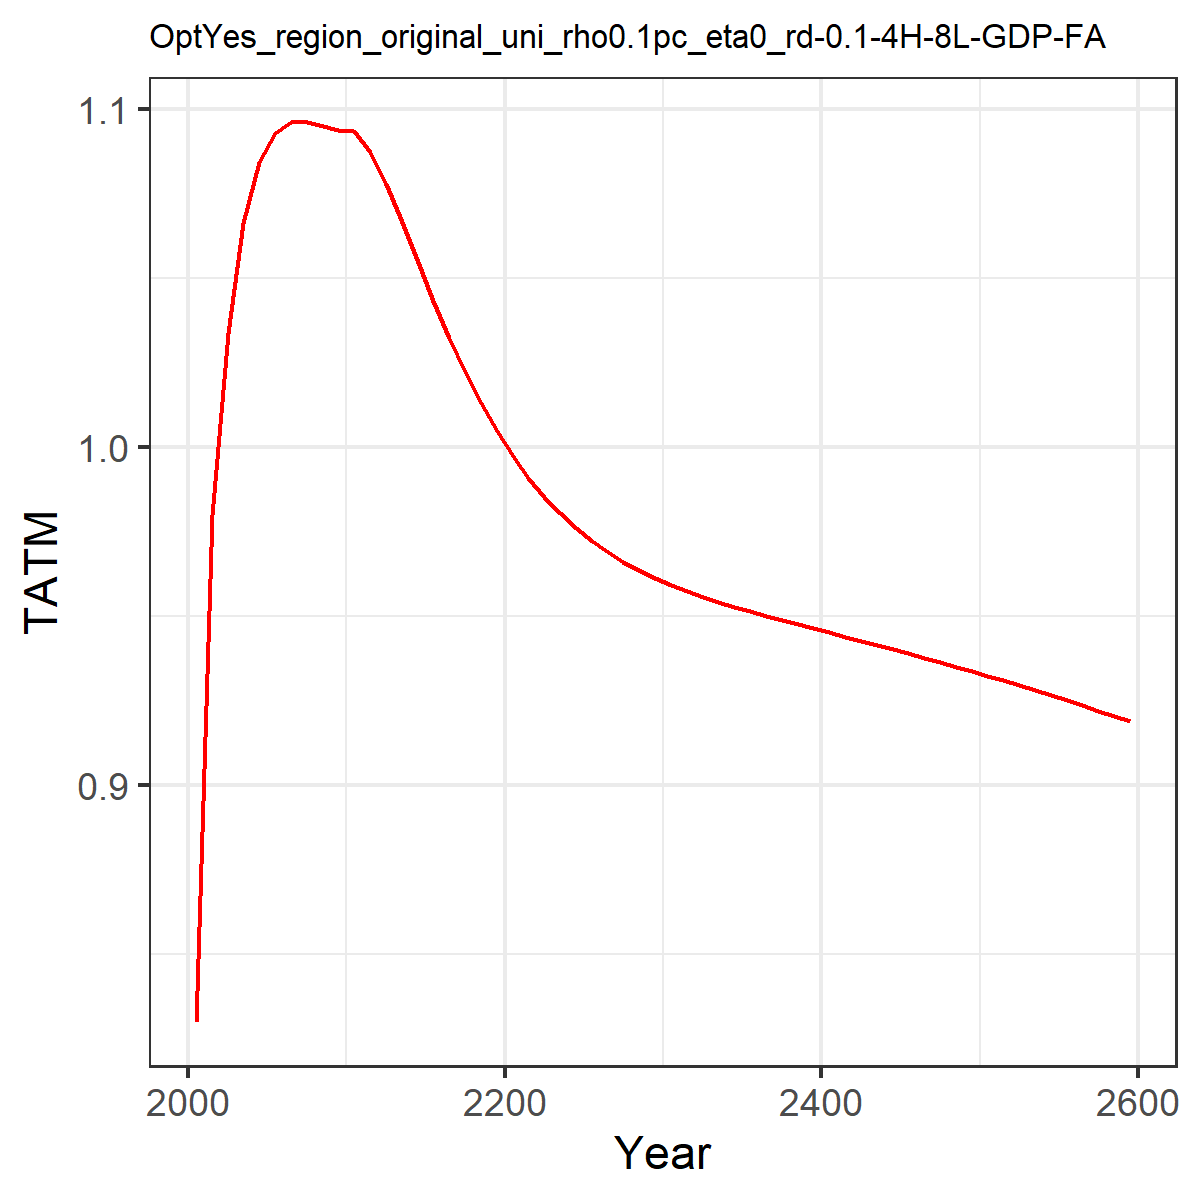 OptYes_region_original_uni_rho0.1pc_eta0_rd-0.1-4H-8L-GDP-FA
1.1
1.0
0.9
TATM
2000 2200 2400 2600
Year